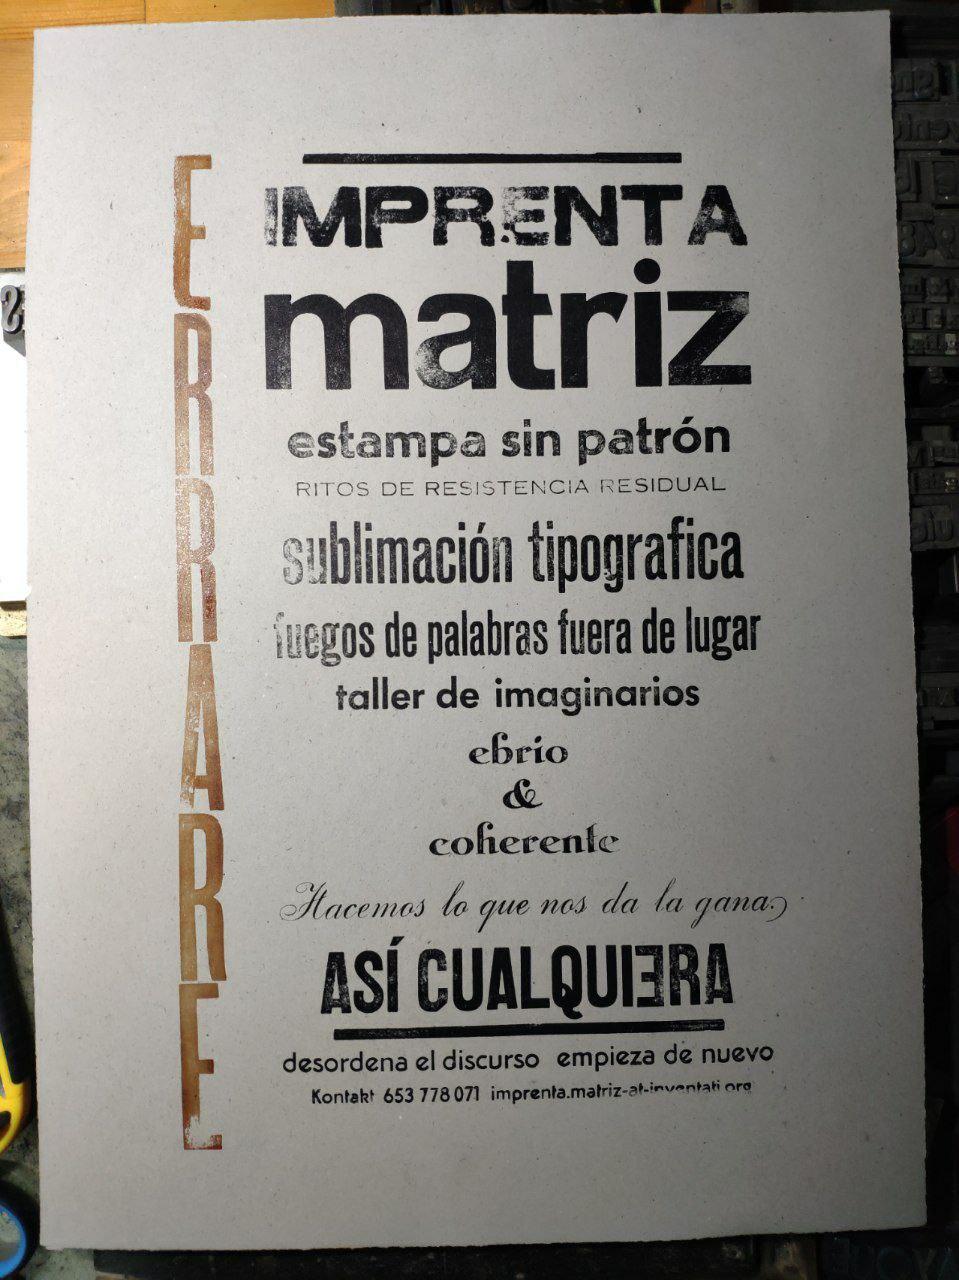 ERRARE
IMPRENTA
matriz
estampa sin patrón
RITOS DE RESISTENCIA RESIDUAL
sublimación tipografica
fuegos de palabras fuera de lugar
taller de imaginarios
ebrio
&
coherente
Hacemos lo que nos da la gana.
ASÍ CUALQUIERA
desordena el discurso empieza de nuevo
Kontakt 653 778 071 imprenta.matriz-at-inventati.org